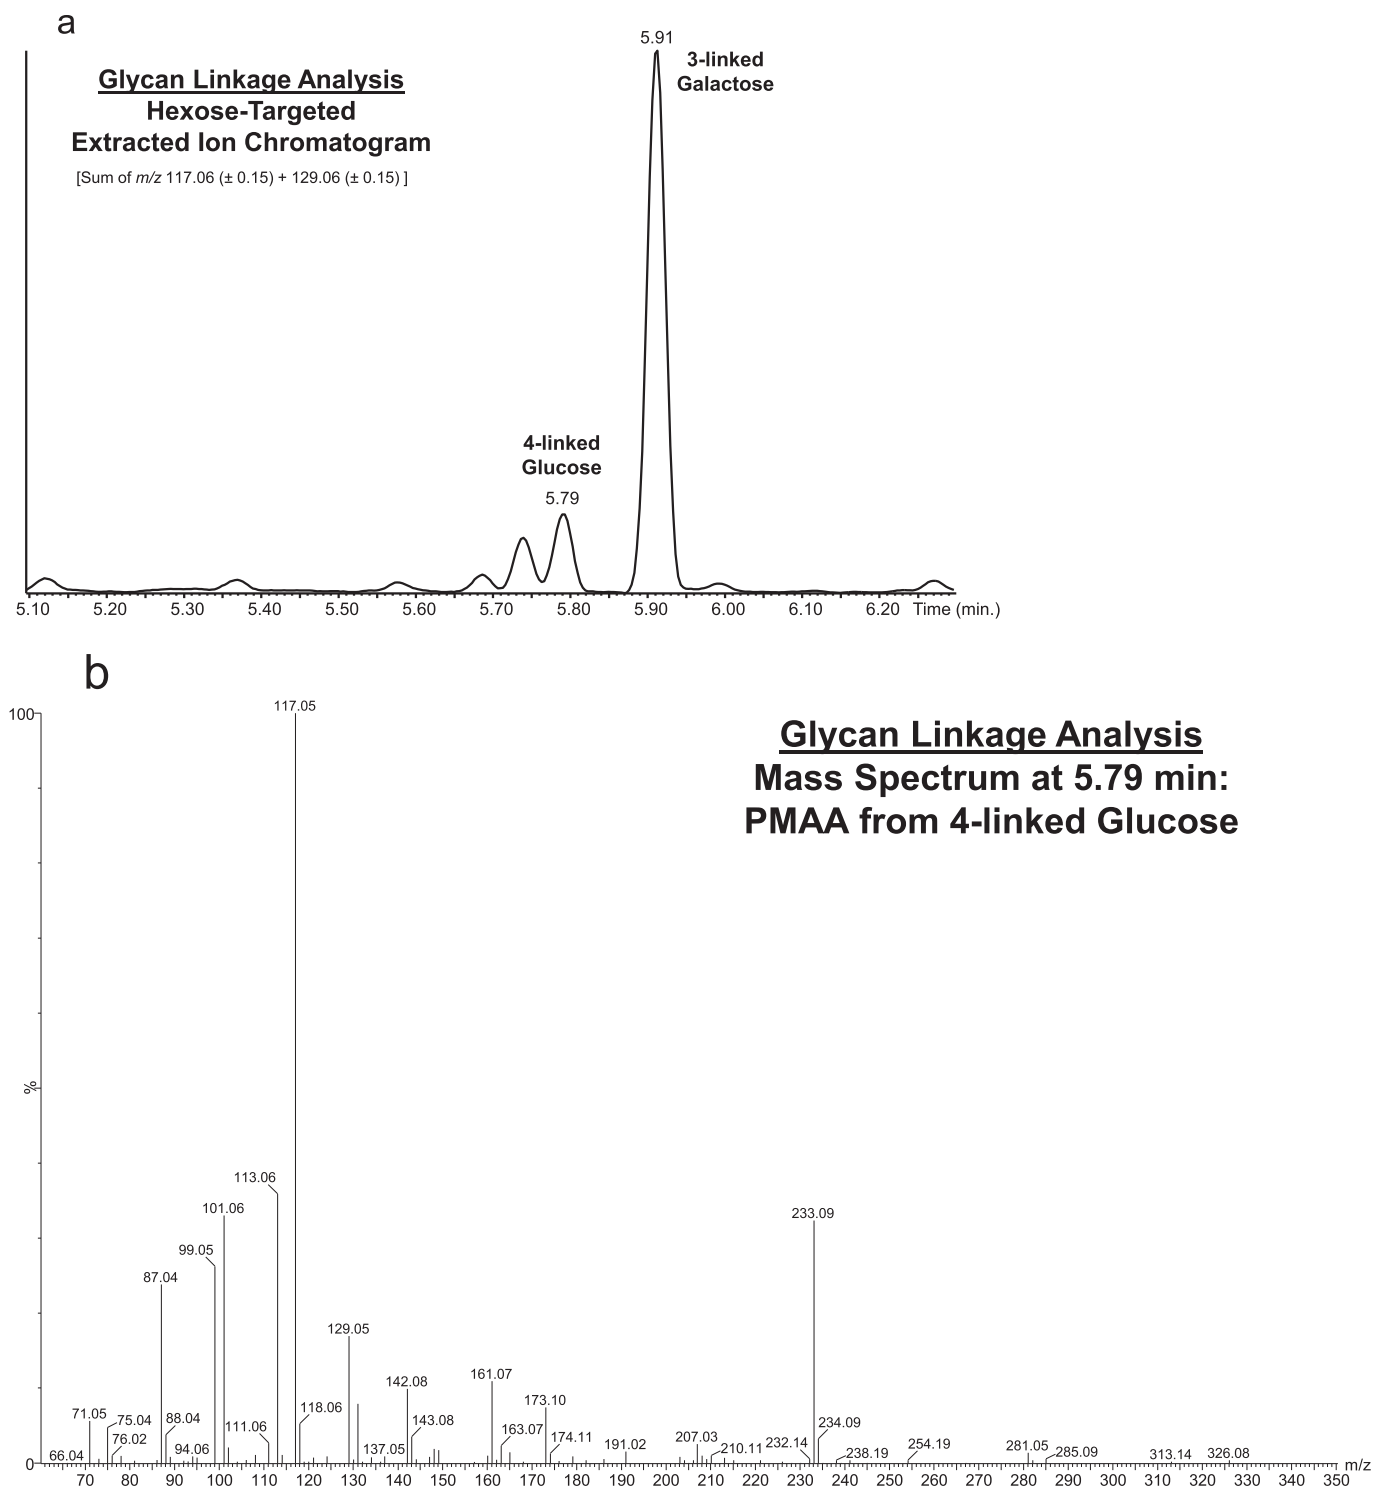 a
5.91
3-linked
Galactose
Glycan Linkage Analysis
Hexose-Targeted
Extracted Ion Chromatogram
[Sum of m/z 117.06 (± 0.15) + 129.06 (± 0.15) ]
4-linked
Glucose
5.79
5.10 5.20 5.30 5.40 5.50 5.60 5.70 5.80 5.90 6.00 6.10 6.20 Time (min.)
b
Glycan Linkage Analysis
Mass Spectrum at 5.79 min:
PMAA from 4-linked Glucose
100
%
0
117.05
113.06
101.06
233.09
99.05
87.04
129.05
161.07
142.08
173.10
71.05
118.06
75.04
88.04
143.08
234.09
111.06
163.07
76.02
174.11
207.03
232.14
191.02
210.11
254.19
281.05
66.04
94.06
137.05
238.19
285.09
313.14
326.08
70 80 90 100 110 120 130 140 150 160 170 180 190 200 210 220 230 240 250 260 270 280 290 300 310 320 330 340 350 m/z